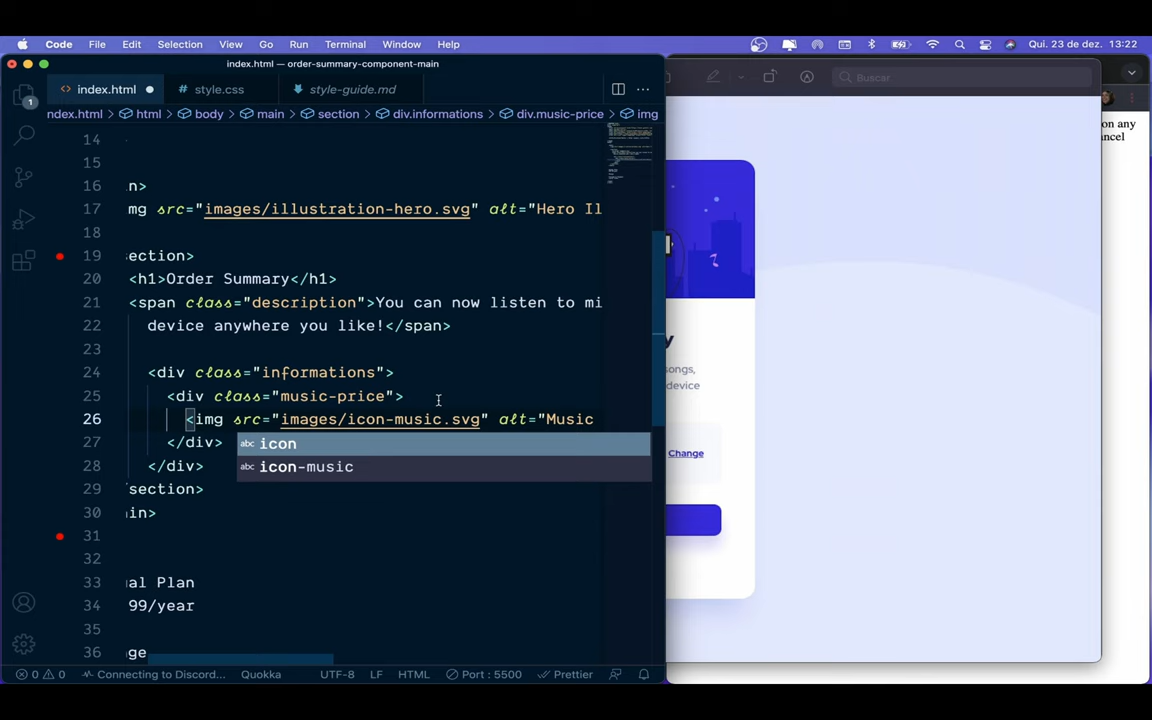 Code File Edit Selection View Go Run Terminal Window Help Qui. 23 de dez. 13:22
index.html — order-summary-component-main
index.html style.css style-guide.md
Buscar
ndex.html > html > body > main > section > div.informations > div.music-price > img
on any
ancel
14
15
16 n>
17 mg src="images/illustration-hero.svg" alt="Hero Il
18
19 ection>
20 <h1>Order Summary</h1>
21 <span class="description">You can now listen to mi
22 device anywhere you like!</span>
23
24 <div class="informations">
25 <div class="music-price">
26 <img src="images/icon-music.svg" alt="Music
27 </div>
abc icon
28 </div>
abc icon-music
29 section>
30 in>
31
32
33 al Plan
34 99/year
35
36 ge
y
songs,
device
Change
0 0 Connecting to Discord... Quokka UTF-8 LF HTML Port : 5500 Prettier
1